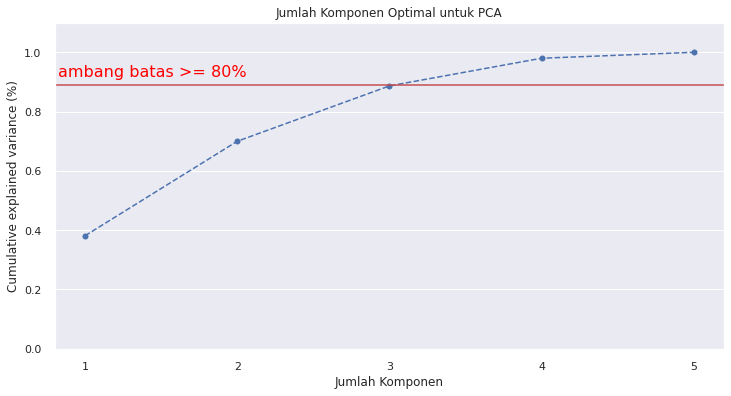 Jumlah Komponen Optimal untuk PCA
Cumulative explained variance (%)
1.0
0.8
0.6
0.4
0.2
0.0
ambang batas >= 80%
1 2 3 4 5
Jumlah Komponen